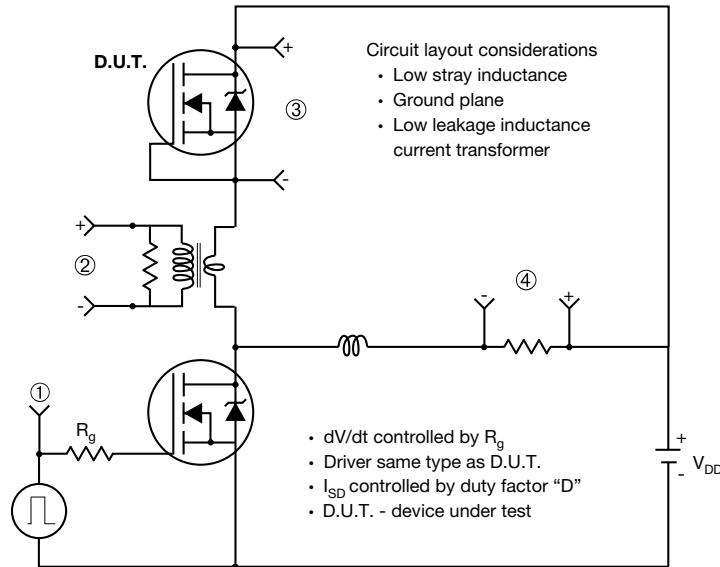 D.U.T.
+
Circuit layout considerations
• Low stray inductance
• Ground plane
• Low leakage inductance
current transformer
③
-
+
②
-
④
- +
①
R_g
+
V_DD
-
• dV/dt controlled by R_g
• Driver same type as D.U.T.
• I_SD controlled by duty factor “D”
• D.U.T. - device under test